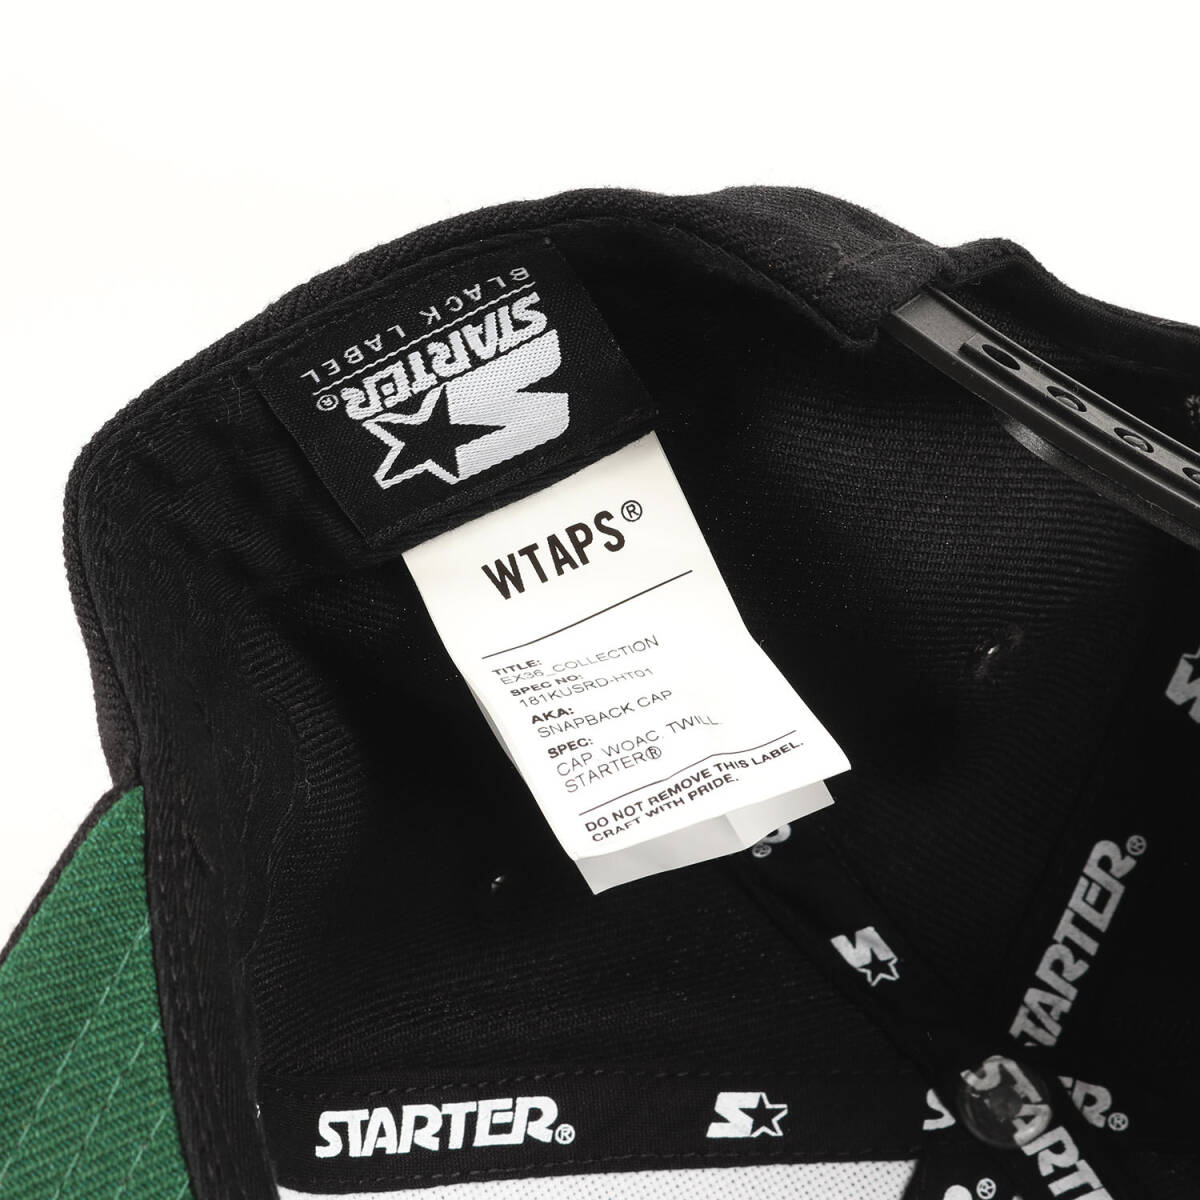 BLACK LABEL
STARTER®
WTAPS®
TITLE:
EX36_COLLECTION
SPEC NO:
181KUSRD-HT01
AKA:
SNAPBACK CAP
SPEC:
CAP. WOAC. TWILL.
STARTER®
DO NOT REMOVE THIS LABEL.
CRAFT WITH PRIDE.
STARTER®
STARTER®